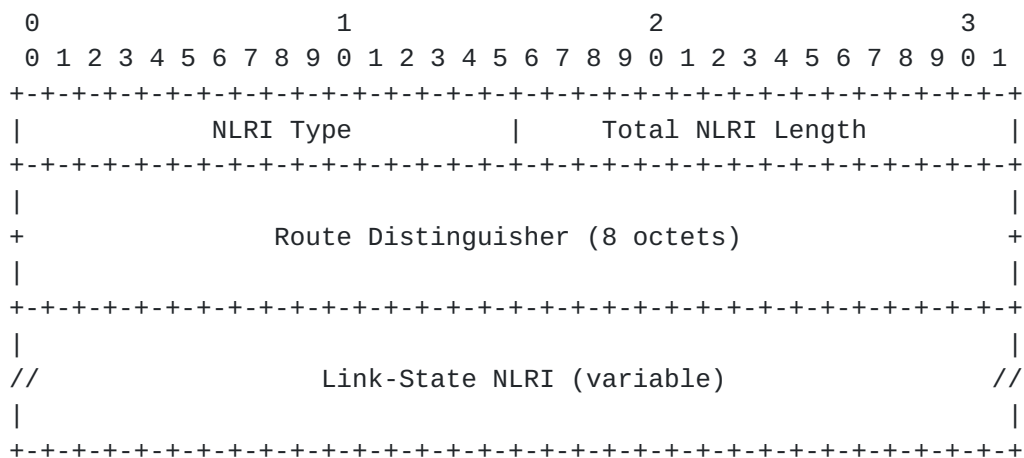 0                   1                   2                   3
 0 1 2 3 4 5 6 7 8 9 0 1 2 3 4 5 6 7 8 9 0 1 2 3 4 5 6 7 8 9 0 1
+-+-+-+-+-+-+-+-+-+-+-+-+-+-+-+-+-+-+-+-+-+-+-+-+-+-+-+-+-+-+-+-+
|            NLRI Type          |     Total NLRI Length         |
+-+-+-+-+-+-+-+-+-+-+-+-+-+-+-+-+-+-+-+-+-+-+-+-+-+-+-+-+-+-+-+-+
|                                                               |
+                Route Distinguisher (8 octets)                 +
|                                                               |
+-+-+-+-+-+-+-+-+-+-+-+-+-+-+-+-+-+-+-+-+-+-+-+-+-+-+-+-+-+-+-+-+
|                                                               |
//                  Link-State NLRI (variable)                 //
|                                                               |
+-+-+-+-+-+-+-+-+-+-+-+-+-+-+-+-+-+-+-+-+-+-+-+-+-+-+-+-+-+-+-+-+